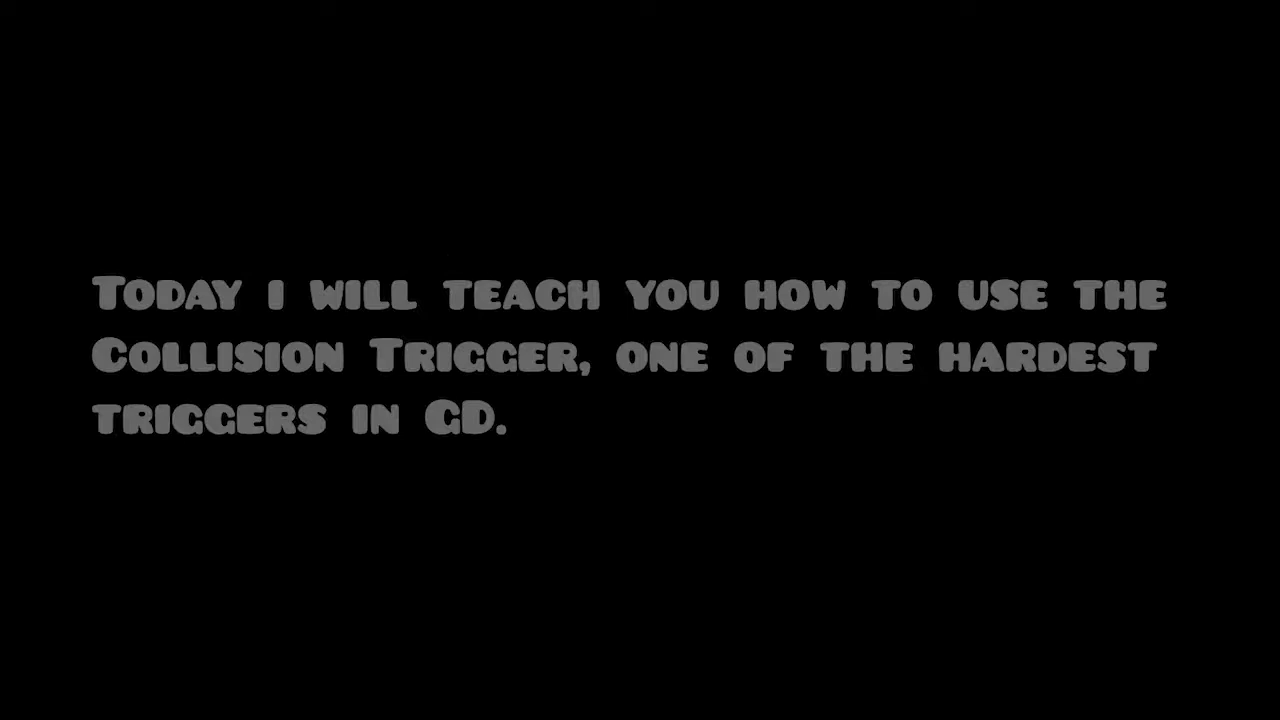 Today i will teach you how to use the
Collision Trigger, one of the hardest
triggers in GD.